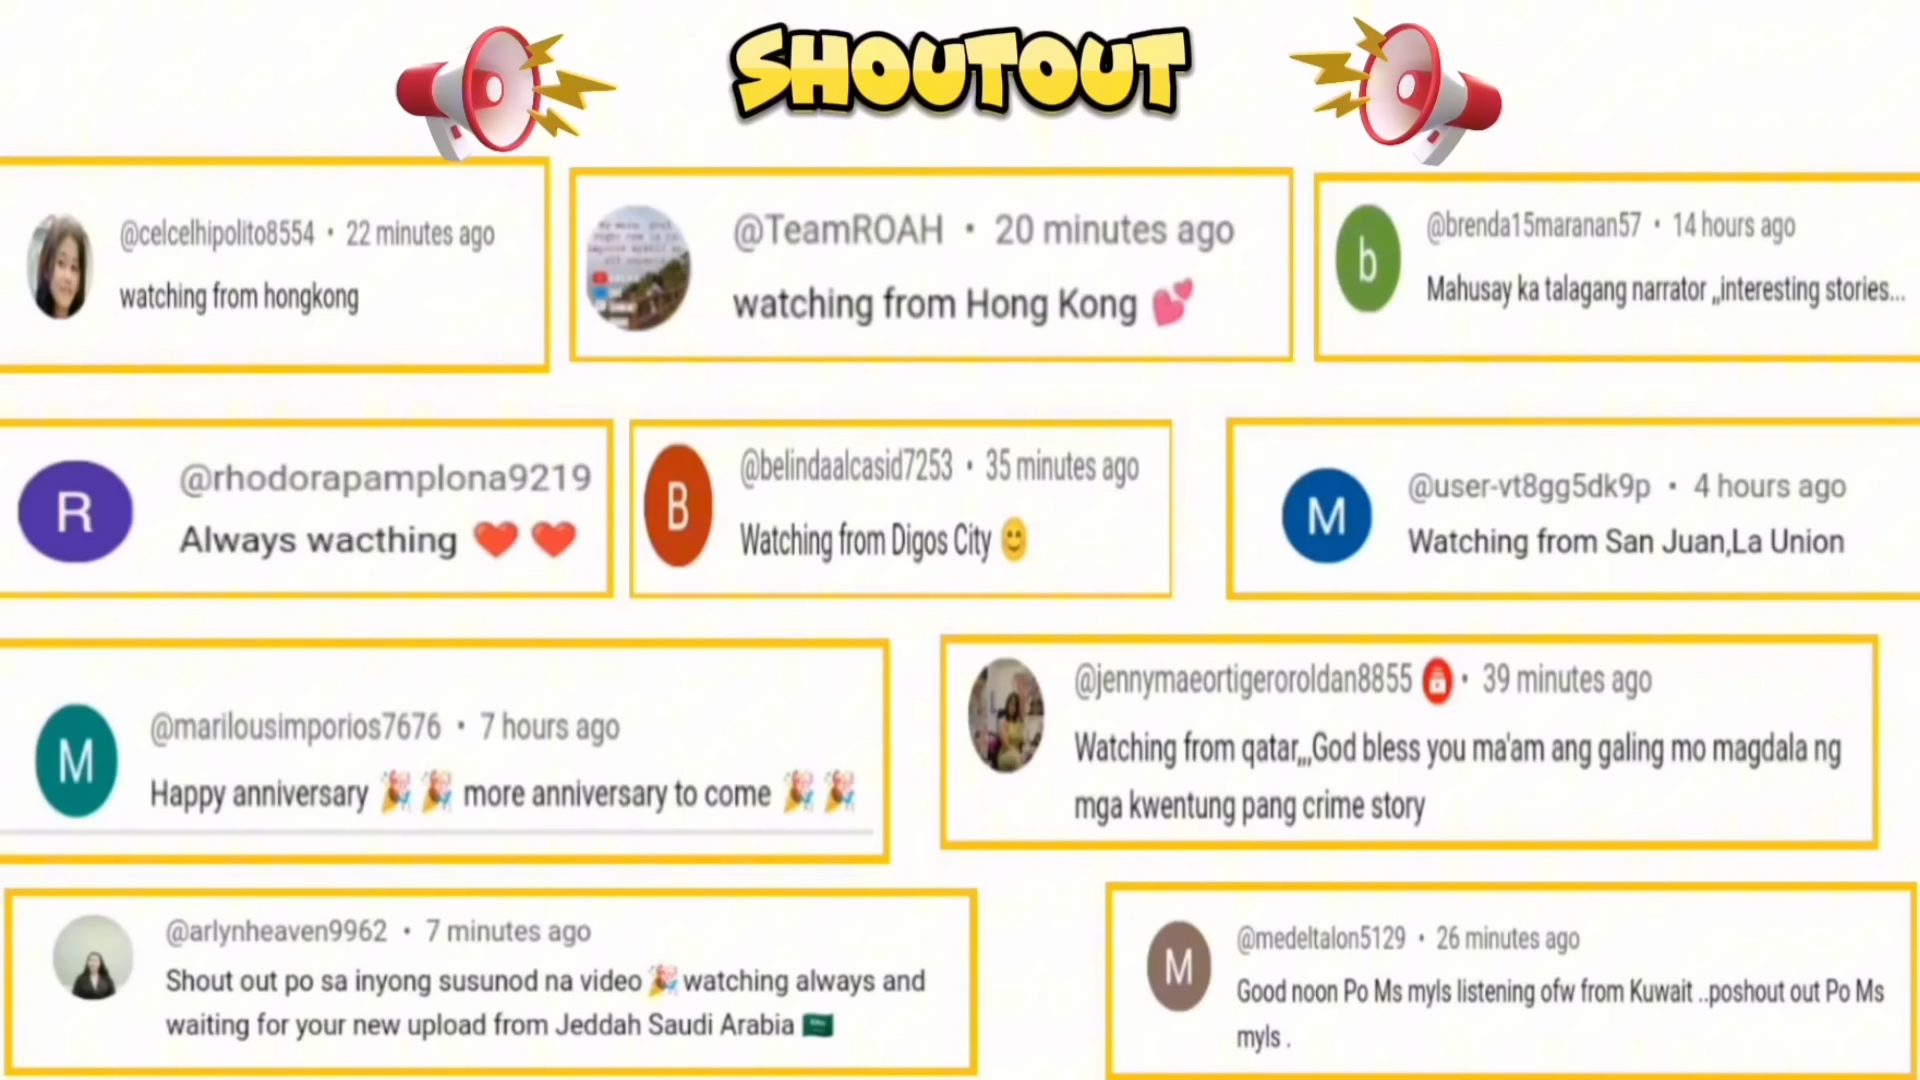 SHOUTOUT
@celcelhipolito8554 • 22 minutes ago
watching from hongkong
@TeamROAH • 20 minutes ago
watching from Hong Kong 💕
b
@brenda15maranan57 • 14 hours ago
Mahusay ka talagang narrator ,,interesting stories...
R
@rhodorapamplona9219
Always wacthing ❤️ ❤️
B
@belindaalcasid7253 • 35 minutes ago
Watching from Digos City 😊
M
@user-vt8gg5dk9p • 4 hours ago
Watching from San Juan,La Union
M
@marilousimporios7676 • 7 hours ago
Happy anniversary 🎉 🎉 more anniversary to come 🎉 🎉
@jennymaeortigeroroldan8855 • 39 minutes ago
Watching from qatar,,,God bless you ma'am ang galing mo magdala ng
mga kwentung pang crime story
@arlynheaven9962 • 7 minutes ago
Shout out po sa inyong susunod na video 🎉 watching always and
waiting for your new upload from Jeddah Saudi Arabia 🇸🇦
M
@medeltalon5129 • 26 minutes ago
Good noon Po Ms myls listening ofw from Kuwait ..poshout out Po Ms
myls .